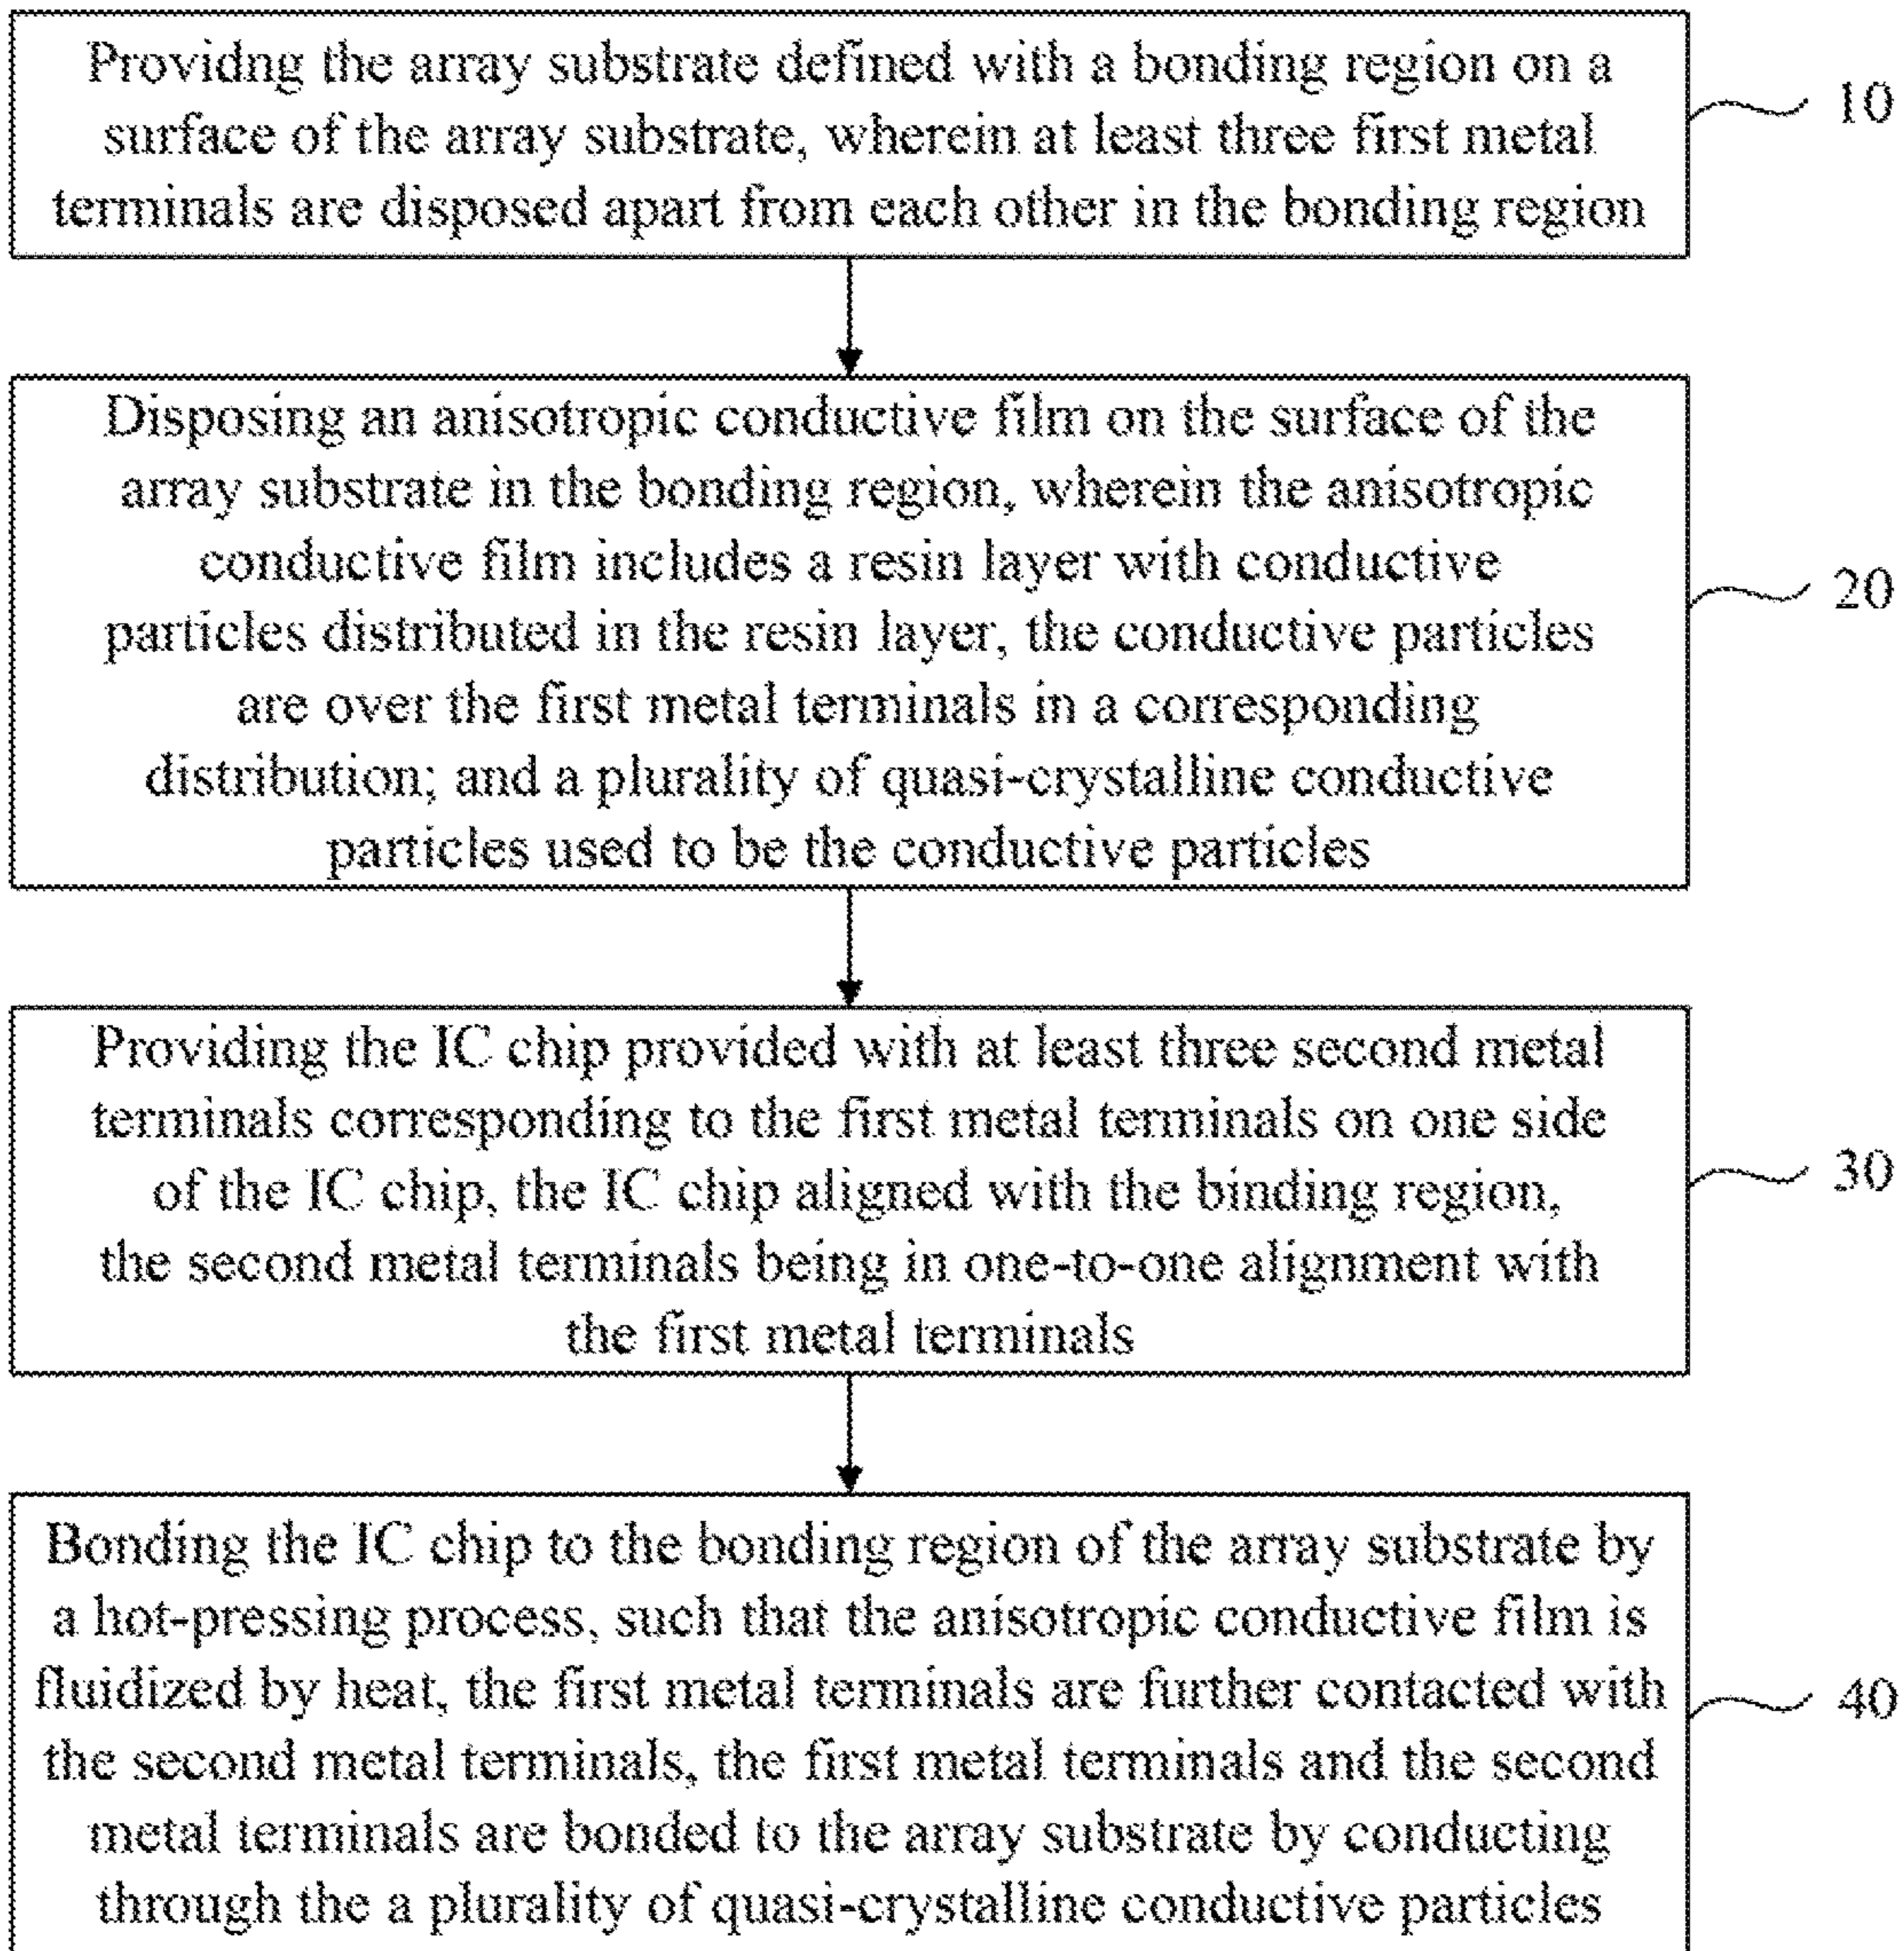 Providng the array substrate defined with a bonding region on a
surface of the array substrate, wherein at least three first metal
terminals are disposed apart from each other in the bonding region
10
Disposing an anisotropic conductive film on the surface of the
array substrate in the bonding region, wherein the anisotropic
conductive film includes a resin layer with conductive
particles distributed in the resin layer, the conductive particles
are over the first metal terminals in a corresponding
distribution; and a plurality of quasi-crystalline conductive
particles used to be the conductive particles
20
Providing the IC chip provided with at least three second metal
terminals corresponding to the first metal terminals on one side
of the IC chip, the IC chip aligned with the binding region,
the second metal terminals being in one-to-one alignment with
the first metal terminals
30
Bonding the IC chip to the bonding region of the array substrate by
a hot-pressing process, such that the anisotropic conductive film is
fluidized by heat, the first metal terminals are further contacted with
the second metal terminals, the first metal terminals and the second
metal terminals are bonded to the array substrate by conducting
through the a plurality of quasi-crystalline conductive particles
40